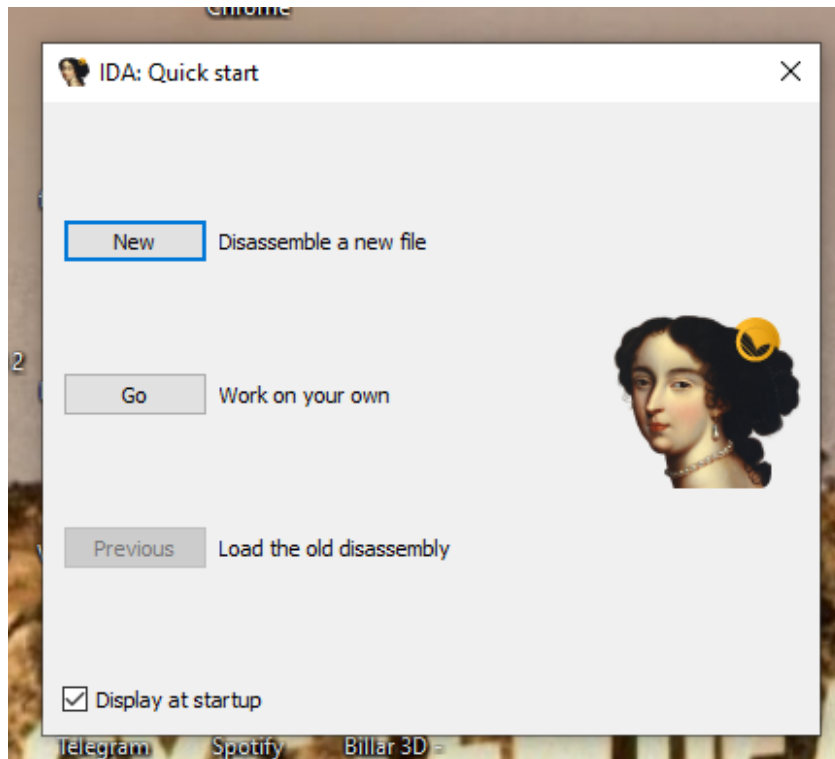 Chrome
IDA: Quick start
New Disassemble a new file
2
Go Work on your own
Previous Load the old disassembly
Display at startup
Telegram Spotify Billar 3D -